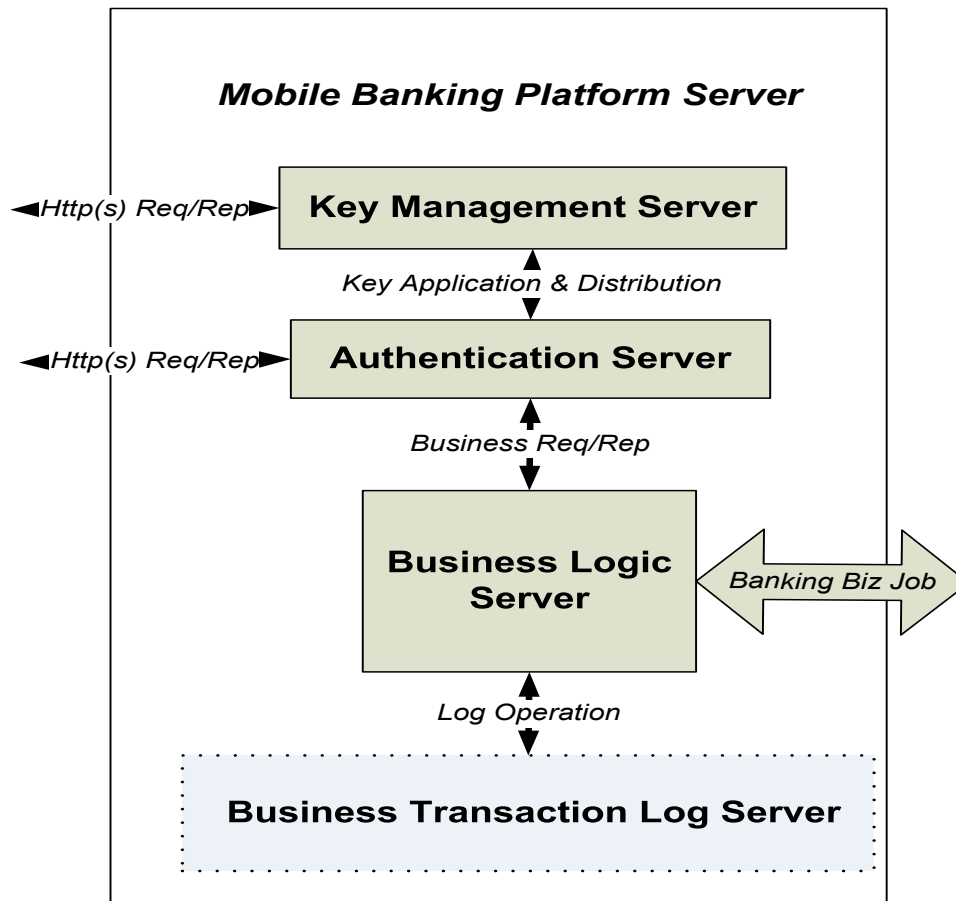 Mobile Banking Platform Server
Http(s) Req/Rep
Key Management Server
Key Application & Distribution
Http(s) Req/Rep
Authentication Server
Business Req/Rep
Business Logic
Server
Banking Biz Job
Log Operation
Business Transaction Log Server